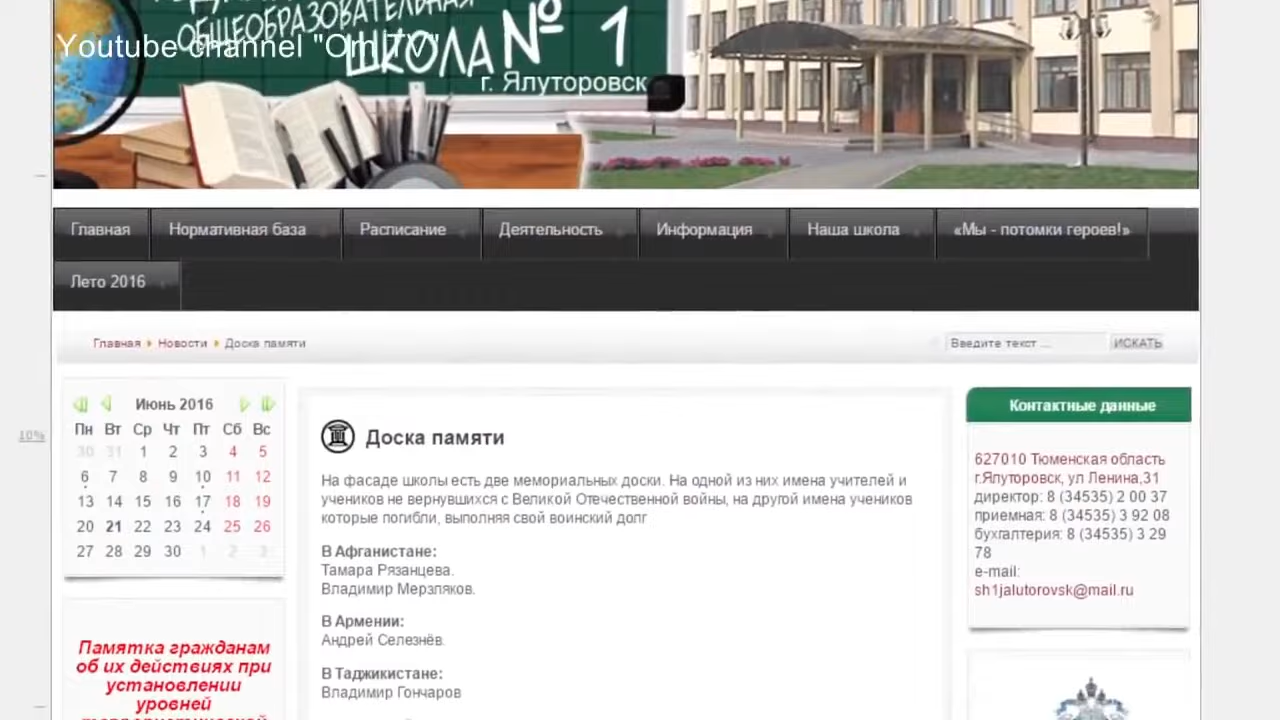 ОБЩЕОБРАЗОВАТЕЛЬНАЯ
Youtube channel "Om TV"
ШКОЛА № 1
г. Ялуторовск
Главная
Нормативная база
Расписание
Деятельность
Информация
Наша школа
«Мы - потомки героев!»
Лето 2016
Главная Новости Доска памяти
Введите текст ...
ИСКАТЬ
Июнь 2016
Пн Вт Ср Чт Пт Сб Вс
30 31 1 2 3 4 5
6 7 8 9 10 11 12
13 14 15 16 17 18 19
20 21 22 23 24 25 26
27 28 29 30 1 2 3
10%
Памятка гражданам
об их действиях при
установлении
уровней
Доска памяти
На фасаде школы есть две мемориальных доски. На одной из них имена учителей и
учеников не вернувшихся с Великой Отечественной войны, на другой имена учеников
которые погибли, выполняя свой воинский долг
В Афганистане:
Тамара Рязанцева.
Владимир Мерзляков.
В Армении:
Андрей Селезнёв.
В Таджикистане:
Владимир Гончаров
Контактные данные
627010 Тюменская область
г.Ялуторовск, ул Ленина,31
директор: 8 (34535) 2 00 37
приемная: 8 (34535) 3 92 08
бухгалтерия: 8 (34535) 3 29
78
e-mail:
sh1jalutorovsk@mail.ru